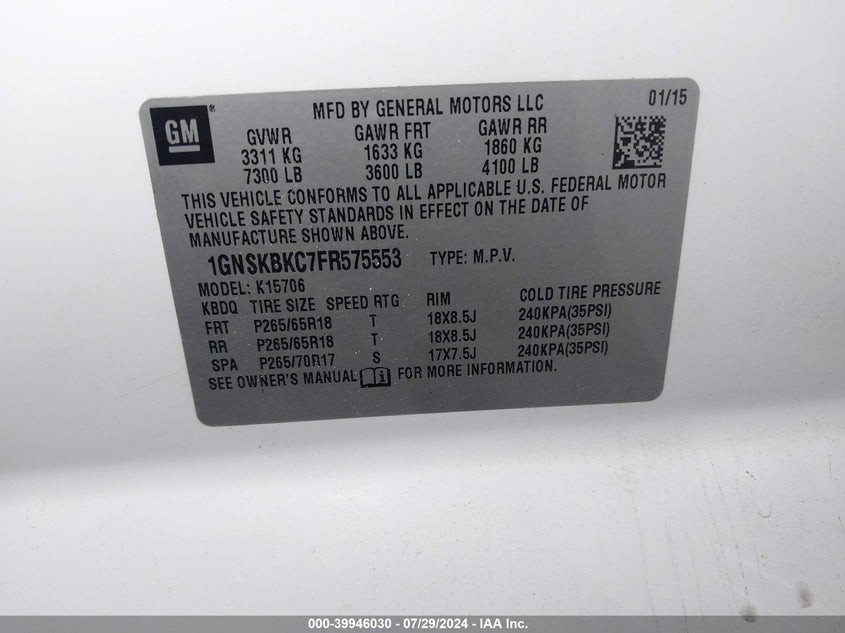 GM®
MFD BY GENERAL MOTORS LLC 01/15
GVWR GAWR FRT GAWR RR
3311 KG 1633 KG 1860 KG
7300 LB 3600 LB 4100 LB
THIS VEHICLE CONFORMS TO ALL APPLICABLE U.S. FEDERAL MOTOR
VEHICLE SAFETY STANDARDS IN EFFECT ON THE DATE OF
MANUFACTURE SHOWN ABOVE.
1GNSKBKC7FR575553 TYPE: M.P.V.
MODEL: K15706
KBDQ TIRE SIZE SPEED RTG RIM COLD TIRE PRESSURE
FRT P265/65R18 T 18X8.5J 240KPA(35PSI)
RR P265/65R18 T 18X8.5J 240KPA(35PSI)
SPA P265/70R17 S 17X7.5J 240KPA(35PSI)
SEE OWNER'S MANUAL FOR MORE INFORMATION.
000-39946030 - 07/29/2024 - IAAI Inc.